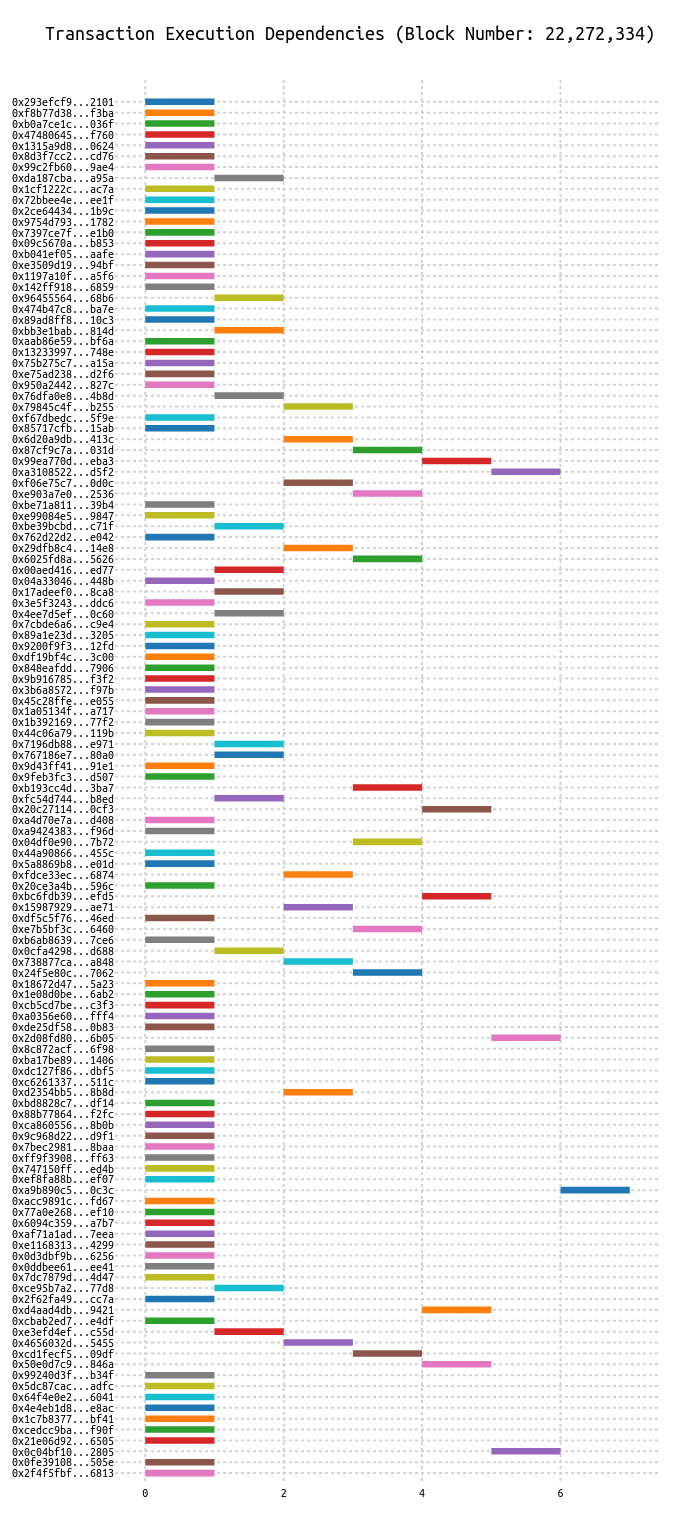 Transaction Execution Dependencies (Block Number: 22,272,334)
0x293efcf9...2101
0xf8b77d38...f3ba
0xb0a7ce1c...036f
0x47480645...f760
0x1315a9d8...0624
0x8d3f7cc2...cd76
0x99c2fb60...9ae4
0xda187cba...a95a
0x1cf1222c...ac7a
0x72bbee4e...ee1f
0x2ce64434...1b9c
0x9754d793...1782
0x7397ce7f...e1b0
0x09c5670a...b853
0xb041ef05...aafe
0xe3509d19...94bf
0x1197a10f...a5f6
0x142ff918...6859
0x96455564...68b6
0x474b47c8...ba7e
0x89ad8ff8...10c3
0xbb3e1bab...814d
0xaab86e59...bf6a
0x13233997...748e
0x75b275c7...a15a
0xe75ad238...d2f6
0x950a2442...827c
0x76dfa0e8...4b8d
0x79845c4f...b255
0xf67dbedc...5f9e
0x85717cfb...15ab
0x6d20a9db...413c
0x87cf9c7a...031d
0x99ea770d...eba3
0xa3108522...d5f2
0xf06e75c7...0d0c
0xe903a7e0...2536
0xbe71a811...39b4
0xe99084e5...9847
0xbe39bcbd...c71f
0x762d22d2...e042
0x29dfb8c4...14e8
0x6025fd8a...5626
0x00aed416...ed77
0x04a33046...448b
0x17adeef0...8ca8
0x3e5f3243...ddc6
0x4ee7d5ef...0c60
0x7cbde6a6...c9e4
0x89a1e23d...3205
0x9200f9f3...12fd
0xdf19bf4c...3c00
0x848eafdd...7906
0x9b916785...f3f2
0x3b6a8572...f97b
0x45c28ffe...e055
0x1a05134f...a717
0x1b392169...77f2
0x44c06a79...119b
0x7196db88...e971
0x767186e7...80a0
0x9d43ff41...91e1
0x9feb3fc3...d507
0xb193cc4d...3ba7
0xfc54d744...b8ed
0x20c27114...0cf3
0xa4d70e7a...d408
0xa9424383...f96d
0x04df0e90...7b72
0x44a90866...455c
0x5a8869b8...e01d
0xfdce33ec...6874
0x20ce3a4b...596c
0xbc6fdb39...efd5
0x15987929...ae71
0xdf5c5f76...46ed
0xe7b5bf3c...6460
0xb6ab8639...7ce6
0x0cfa4298...d688
0x738877ca...a848
0x24f5e80c...7062
0x18672d47...5a23
0x1e08d0be...6ab2
0xcb5cd7be...c3f3
0xa0356e60...fff4
0xde25df58...0b83
0x2d08fd80...6b05
0x8c872acf...6f98
0xba17be89...1406
0xdc127f86...dbf5
0xc6261337...511c
0xd2354bb5...8b8d
0xbd8828c7...df14
0x88b77864...f2fc
0xca860556...8b0b
0x9c968d22...d9f1
0x7bec2981...8baa
0xff9f3908...ff63
0x747150ff...ed4b
0xef8fa88b...ef07
0xa9b890c5...0c3c
0xacc9891c...fd67
0x77a0e268...ef10
0x6094c359...a7b7
0xaf71a1ad...7eea
0xe1168313...4299
0x0d3dbf9b...6256
0x0ddbee61...ee41
0x7dc7879d...4d47
0xce95b7a2...77d8
0x2f62fa49...cc7a
0xd4aad4db...9421
0xcbab2ed7...e4df
0xe3efd4ef...c55d
0x4656032d...5455
0xcd1fecf5...09df
0x50e0d7c9...846a
0x99240d3f...b34f
0x5dc87cac...adfc
0x64f4e0e2...6041
0x4e4eb1d8...e8ac
0x1c7b8377...bf41
0xcedcc9ba...f90f
0x21e06d92...6505
0x0c04bf10...2805
0x0fe39108...505e
0x2f4f5fbf...6813
0 2 4 6